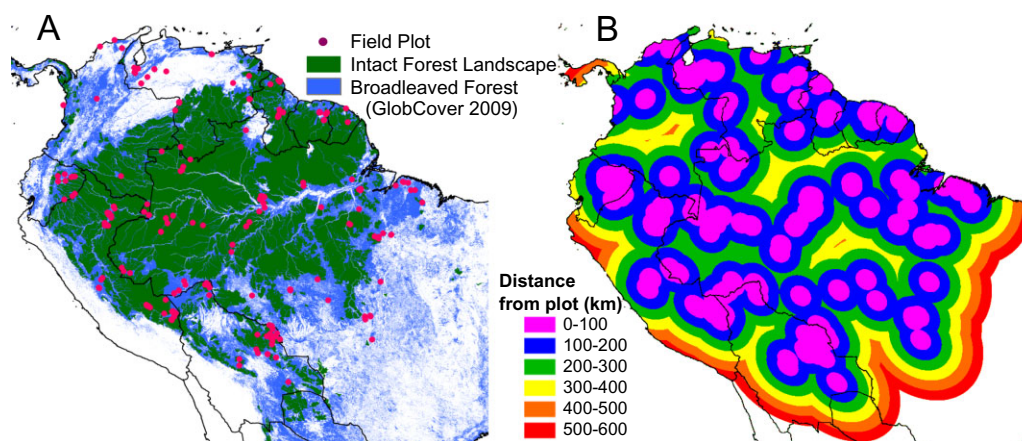 A
Field Plot
Intact Forest Landscape
Broadleaved Forest
(GlobCover 2009)
B
Distance
from plot (km)
0-100
100-200
200-300
300-400
400-500
500-600